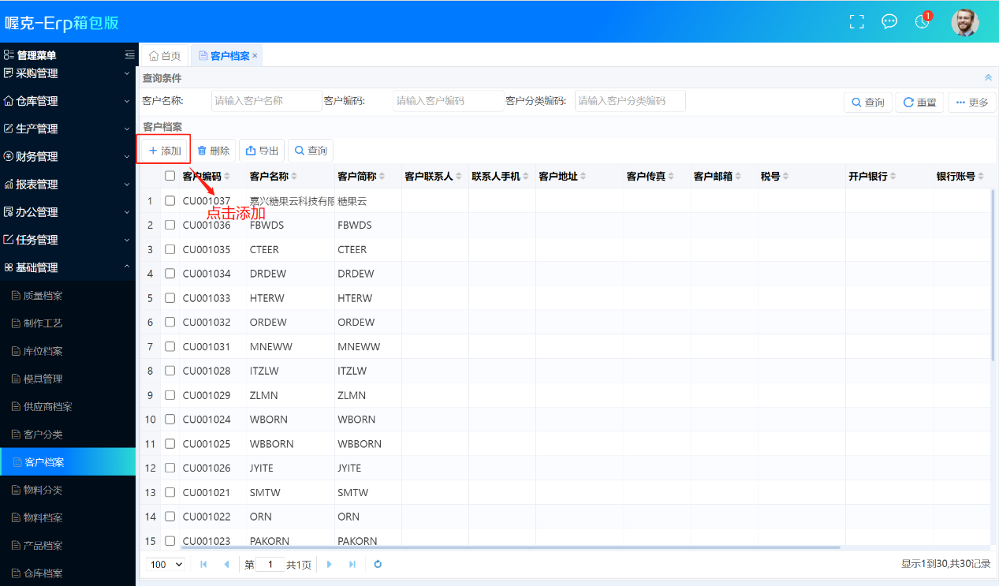 喔克-Erp箱包版
1
管理菜单
采购管理
仓库管理
生产管理
财务管理
报表管理
办公管理
任务管理
基础管理
质量档案
制作工艺
库位档案
模具管理
供应商档案
客户分类
客户档案
物料分类
物料档案
产品档案
仓库档案
首页 客户档案 ×
查询条件
客户名称: 请输入客户名称 客户编码: 请输入客户编码 客户分类编码: 请输入客户分类编码 查询 重置 更多
客户档案
添加 删除 导出 查询
客户编码 客户名称 客户简称 客户联系人 联系人手机 客户地址 客户传真 客户邮箱 税号 开户银行 银行账号
1 CU001037 嘉兴糖果云科技有限 糖果云
点击添加
2 CU001036 FBWDS FBWDS
3 CU001035 CTEER CTEER
4 CU001034 DRDEW DRDEW
5 CU001033 HTERW HTERW
6 CU001032 ORDEW ORDEW
7 CU001031 MNEWW MNEWW
8 CU001028 ITZLW ITZLW
9 CU001029 ZLMN ZLMN
10 CU001024 WBORN WBORN
11 CU001025 WBBORN WBBORN
12 CU001026 JYITE JYITE
13 CU001021 SMTW SMTW
14 CU001022 ORN ORN
15 CU001023 PAKORN PAKORN
100 第 1 共1页 显示1到30,共30记录